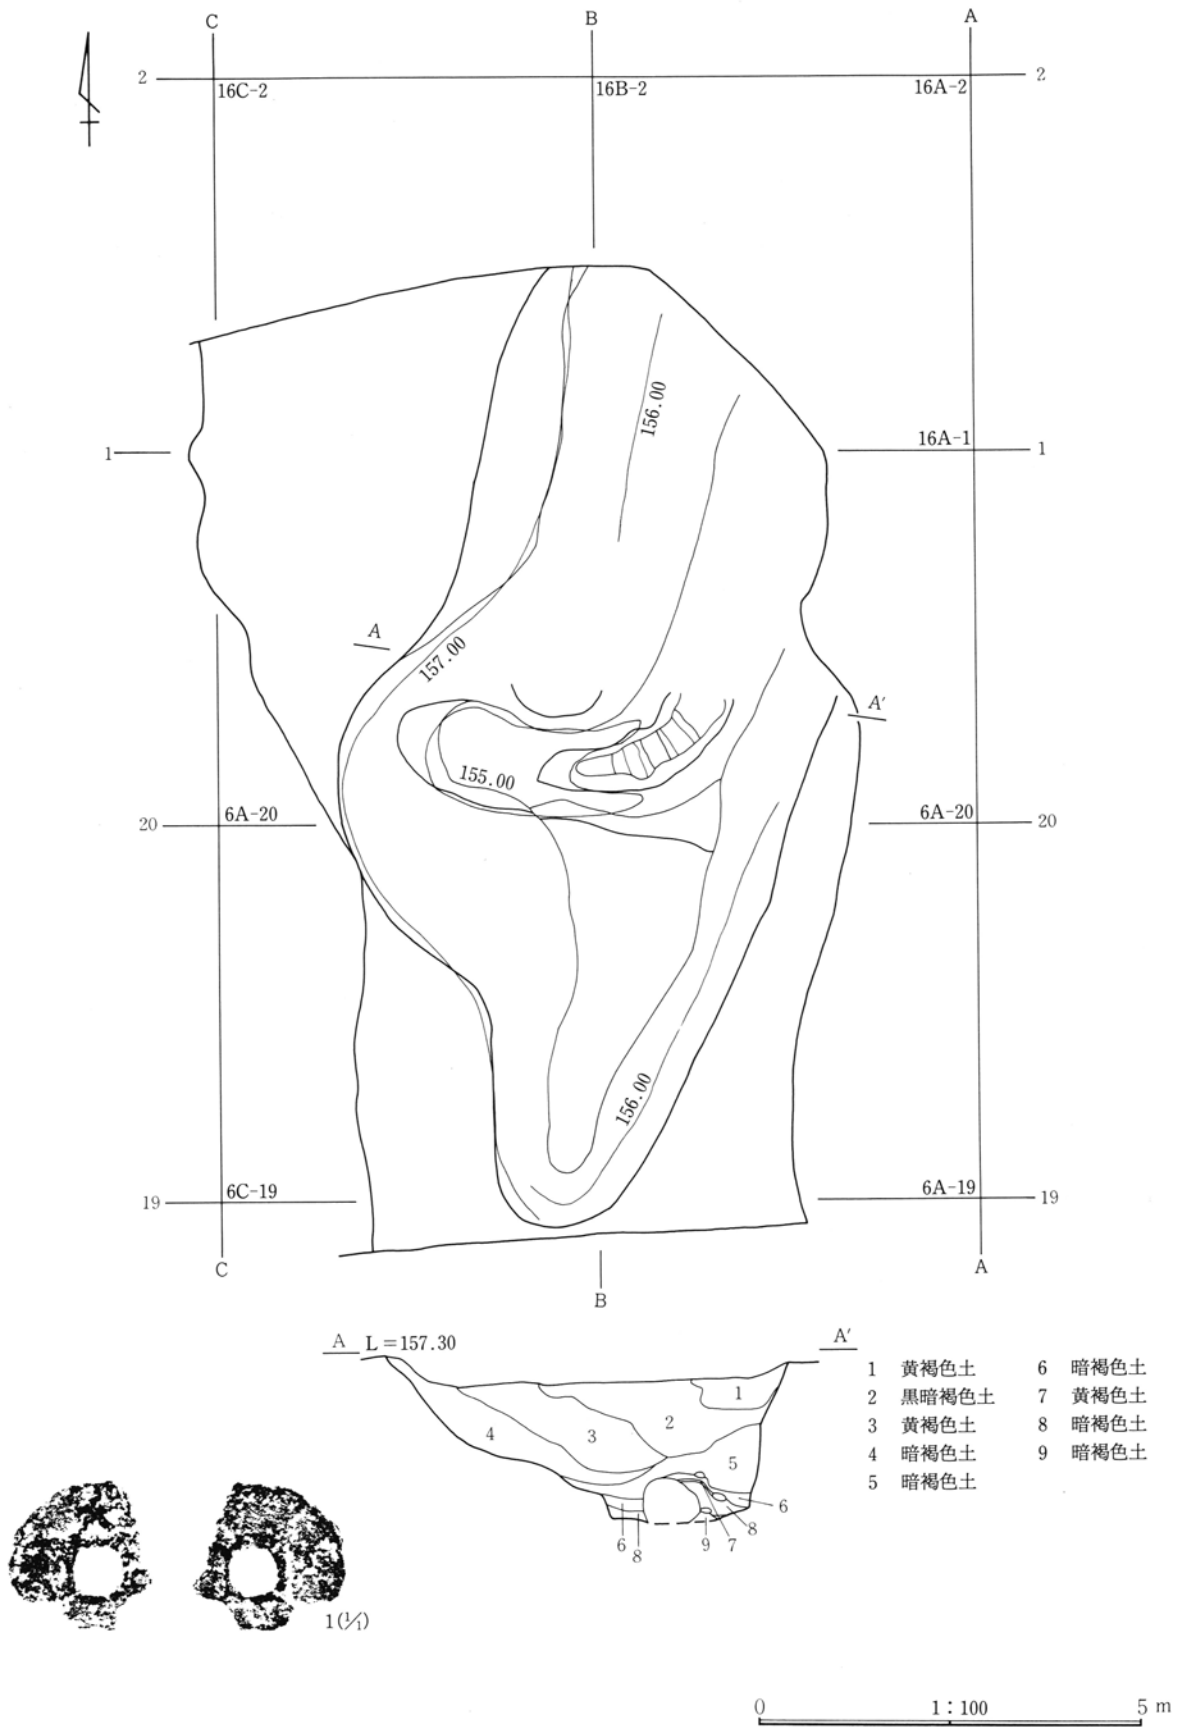 C B A
2 2
16C-2 16B-2 16A-2
156.00
1 16A-1 1
A
157.00
A′
155.00
20 6A-20 6A-20 20
156.00
19 6C-19 6A-19 19
C A
B
A L=157.30 A′
1 2 3 4 5 6 6 8 9 7 8
1 黄褐色土 6 暗褐色土
2 黒暗褐色土 7 黄褐色土
3 黄褐色土 8 暗褐色土
4 暗褐色土 9 暗褐色土
5 暗褐色土
1(1/1)
0 1:100 5 m